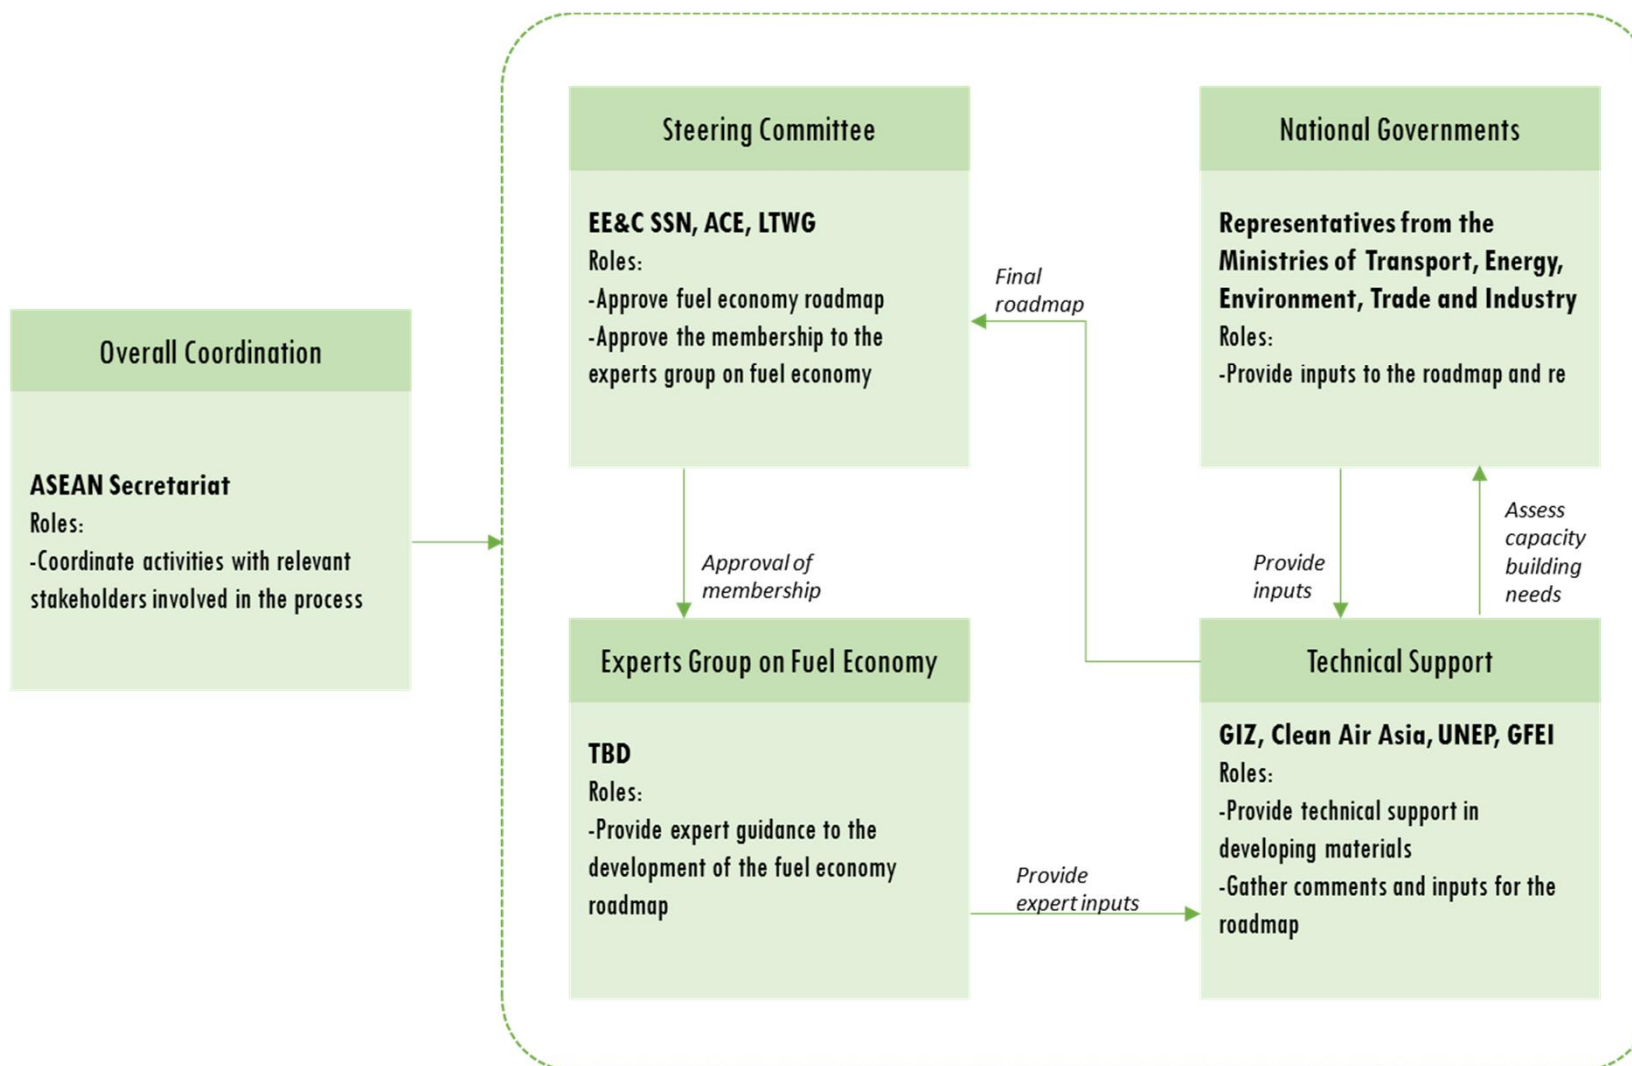 Overall Coordination
ASEAN Secretariat
Roles:
-Coordinate activities with relevant
stakeholders involved in the process
Steering Committee
EE&C SSN, ACE, LTWG
Roles:
-Approve fuel economy roadmap
-Approve the membership to the
experts group on fuel economy
Final
roadmap
National Governments
Representatives from the
Ministries of Transport, Energy,
Environment, Trade and Industry
Roles:
-Provide inputs to the roadmap and re
Approval of
membership
Provide
inputs
Assess
capacity
building
needs
Experts Group on Fuel Economy
TBD
Roles:
-Provide expert guidance to the
development of the fuel economy
roadmap
Provide
expert inputs
Technical Support
GIZ, Clean Air Asia, UNEP, GFEI
Roles:
-Provide technical support in
developing materials
-Gather comments and inputs for the
roadmap